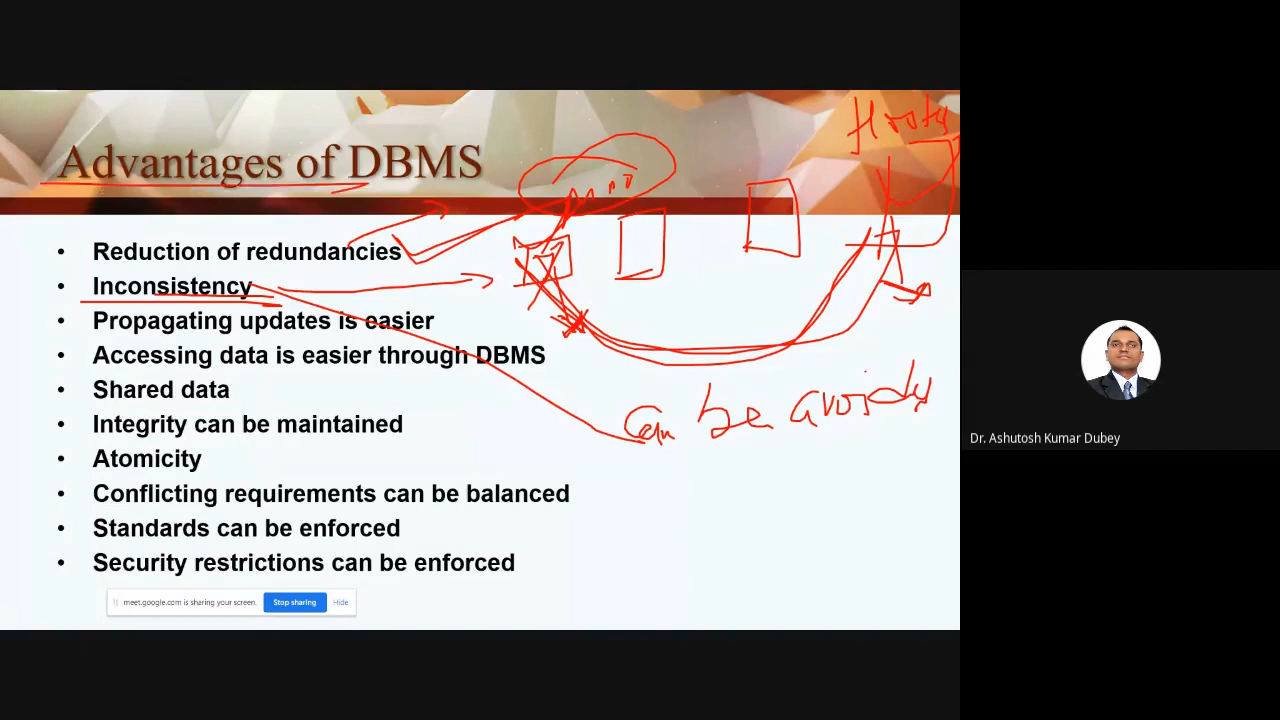 Advantages of DBMS
• Reduction of redundancies
• Inconsistency
• Propagating updates is easier
• Accessing data is easier through DBMS
• Shared data
can be avoided
• Integrity can be maintained
• Atomicity
• Conflicting requirements can be balanced
• Standards can be enforced
• Security restrictions can be enforced
meet.google.com is sharing your screen. Stop sharing Hide
Dr. Ashutosh Kumar Dubey